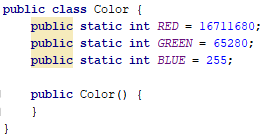 public class Color {
    public static int RED = 16711680;
    public static int GREEN = 65280;
    public static int BLUE = 255;

    public Color() {
    }
}